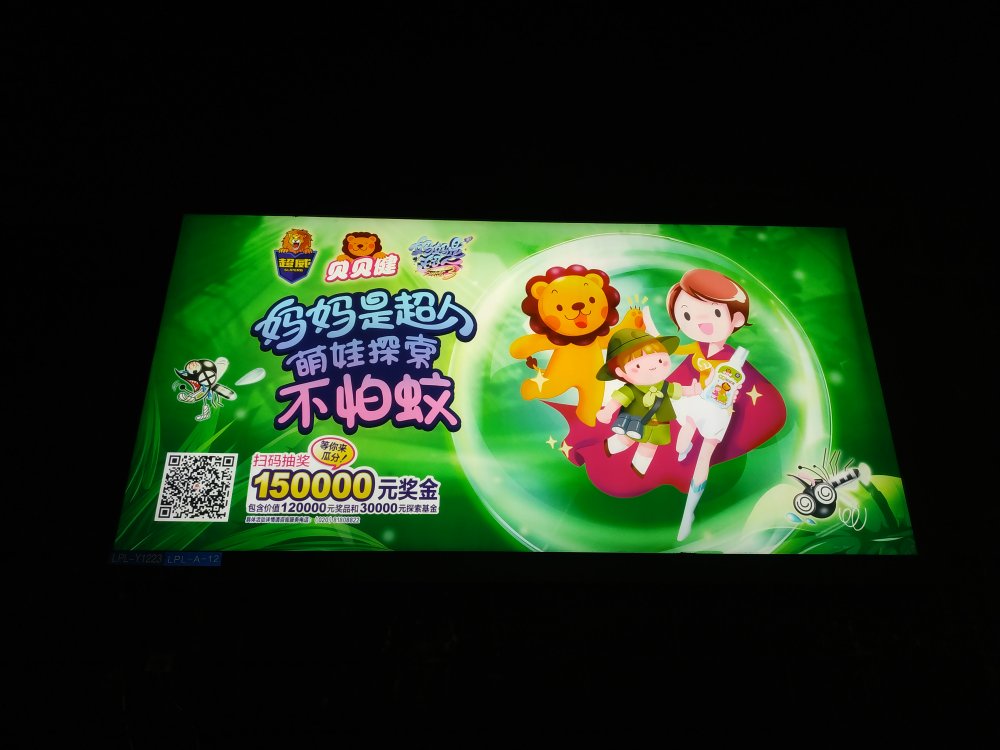 超威
贝贝健
妈妈是超人
萌娃探索
不怕蚊
等你来
瓜分!
扫码抽奖
150000元奖金
包含价值120000元奖品和30000元探索基金
LPL-Y1223 LPL-A-12